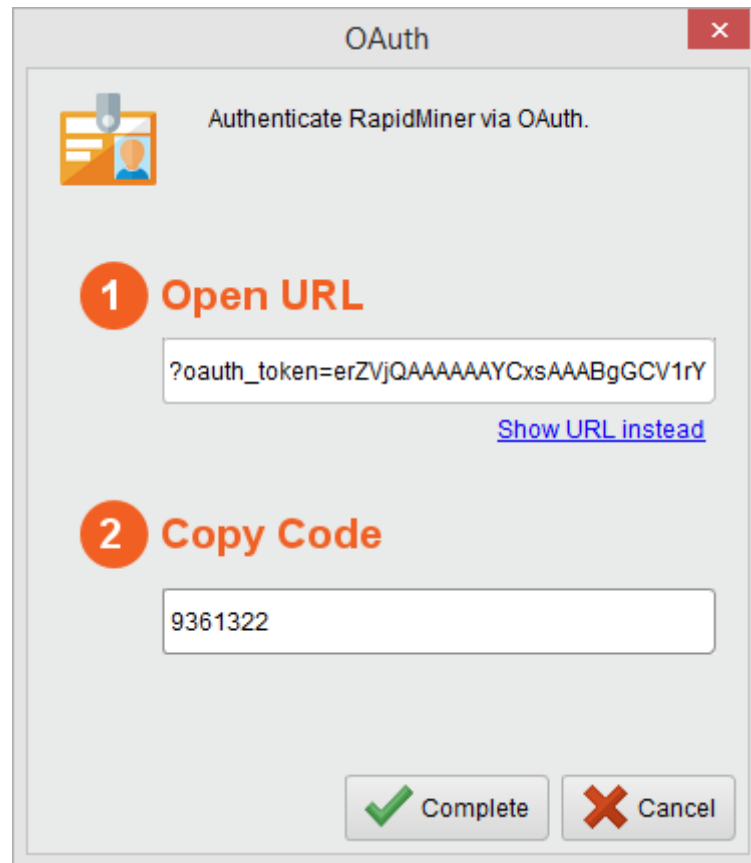 OAuth
Authenticate RapidMiner via OAuth.
1 Open URL
?oauth_token=erZVjQAAAAAAYCxsAAABgGCV1rY
Show URL instead
2 Copy Code
9361322
Complete Cancel